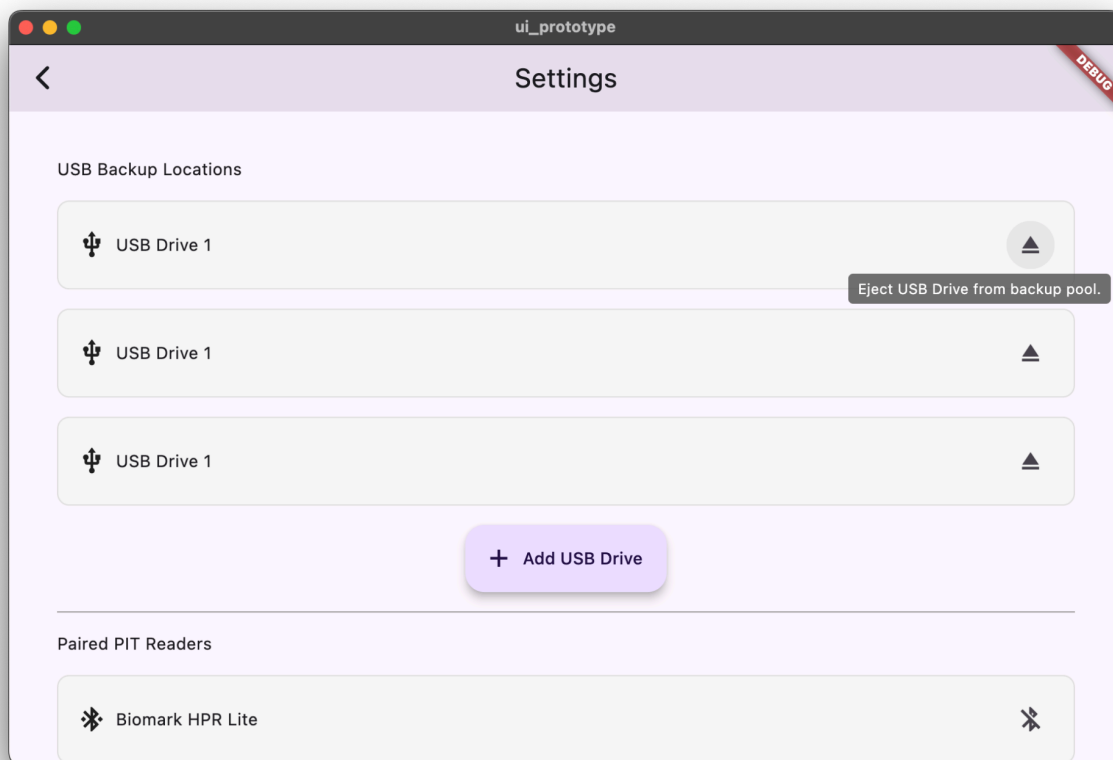 ui_prototype
Settings
DEBUG
USB Backup Locations
USB Drive 1
Eject USB Drive from backup pool.
USB Drive 1
USB Drive 1
+ Add USB Drive
Paired PIT Readers
Biomark HPR Lite